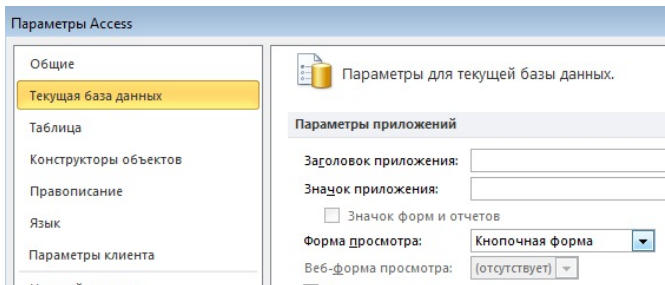 Параметры Access
Общие
Текущая база данных
Таблица
Конструкторы объектов
Правописание
Язык
Параметры клиента
Параметры для текущей базы данных.
Параметры приложений
Заголовок приложения:
Значок приложения:
Значок форм и отчетов
Форма просмотра: Кнопочная форма
Веб-форма просмотра: (отсутствует)